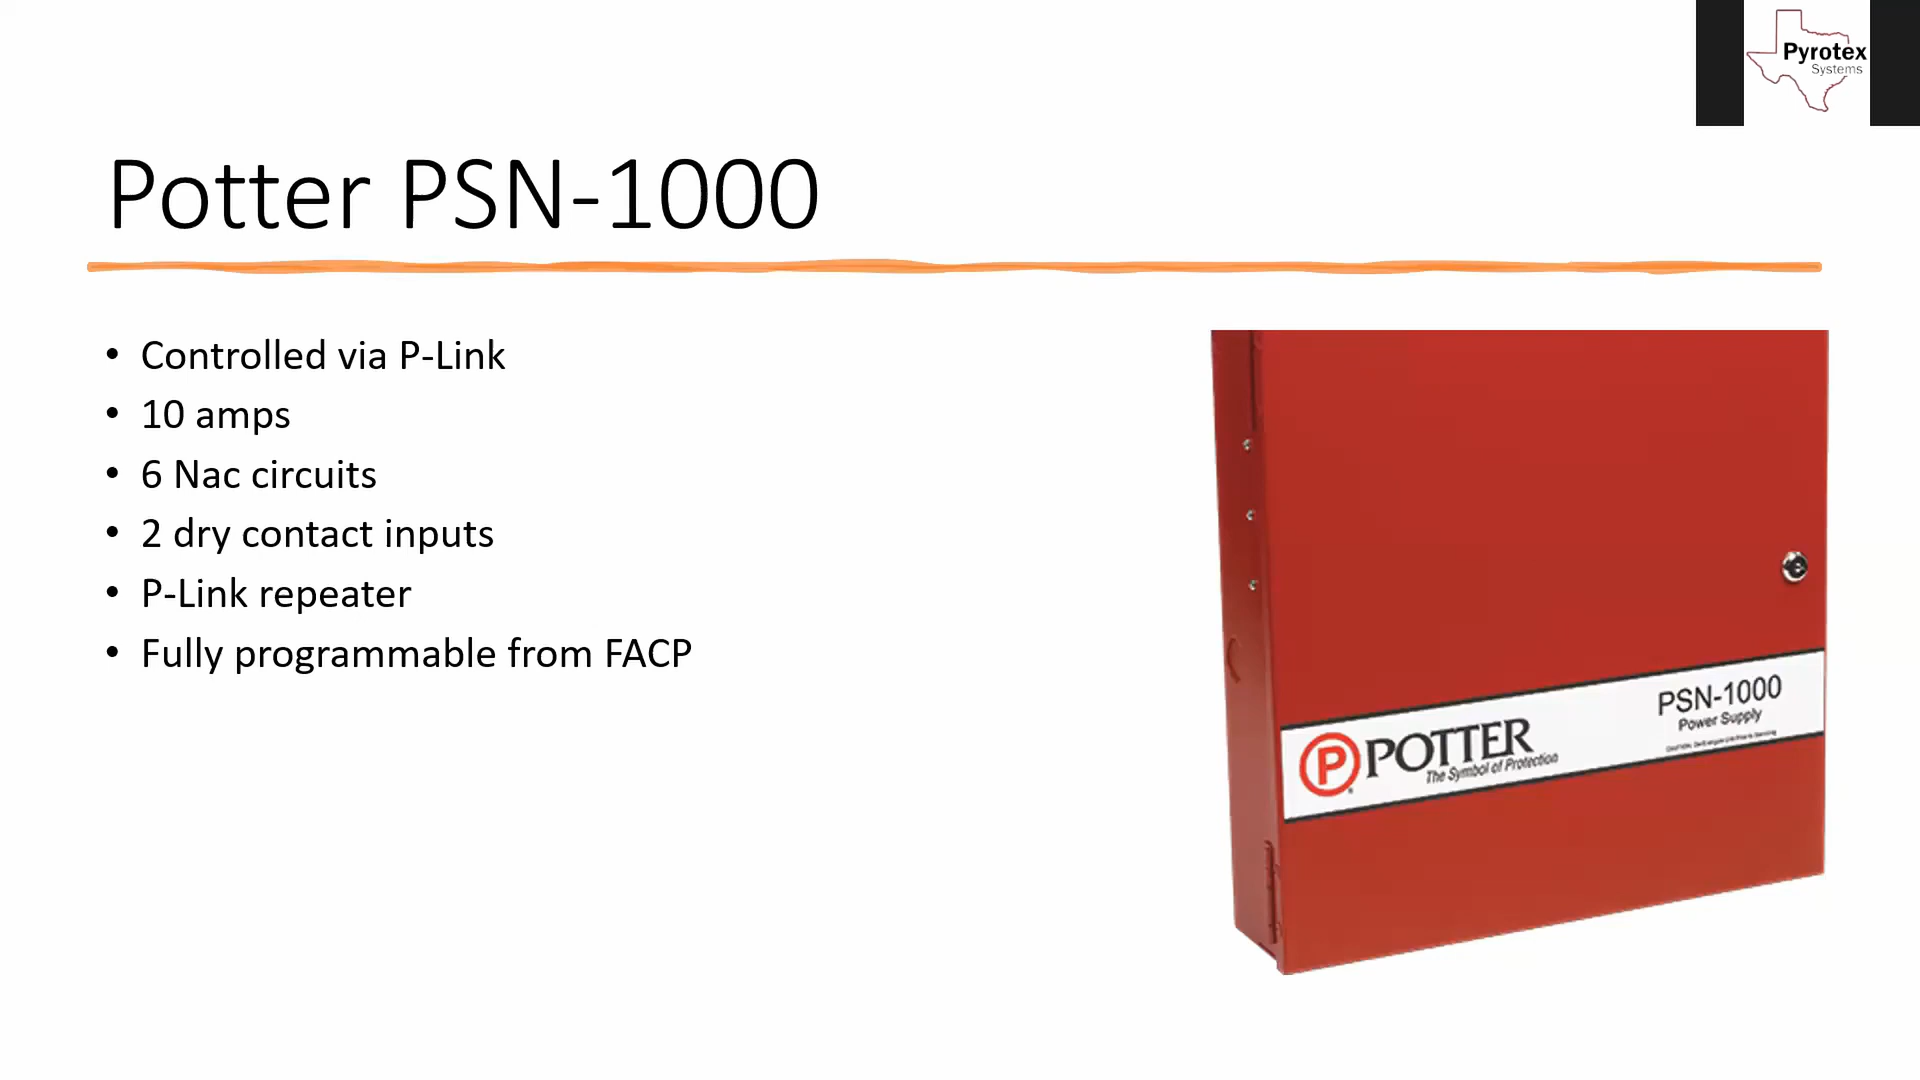 Pyrotex
Systems
Potter PSN-1000
• Controlled via P-Link
• 10 amps
• 6 Nac circuits
• 2 dry contact inputs
• P-Link repeater
• Fully programmable from FACP
PSN-1000
Power Supply
P POTTER
The Symbol of Protection